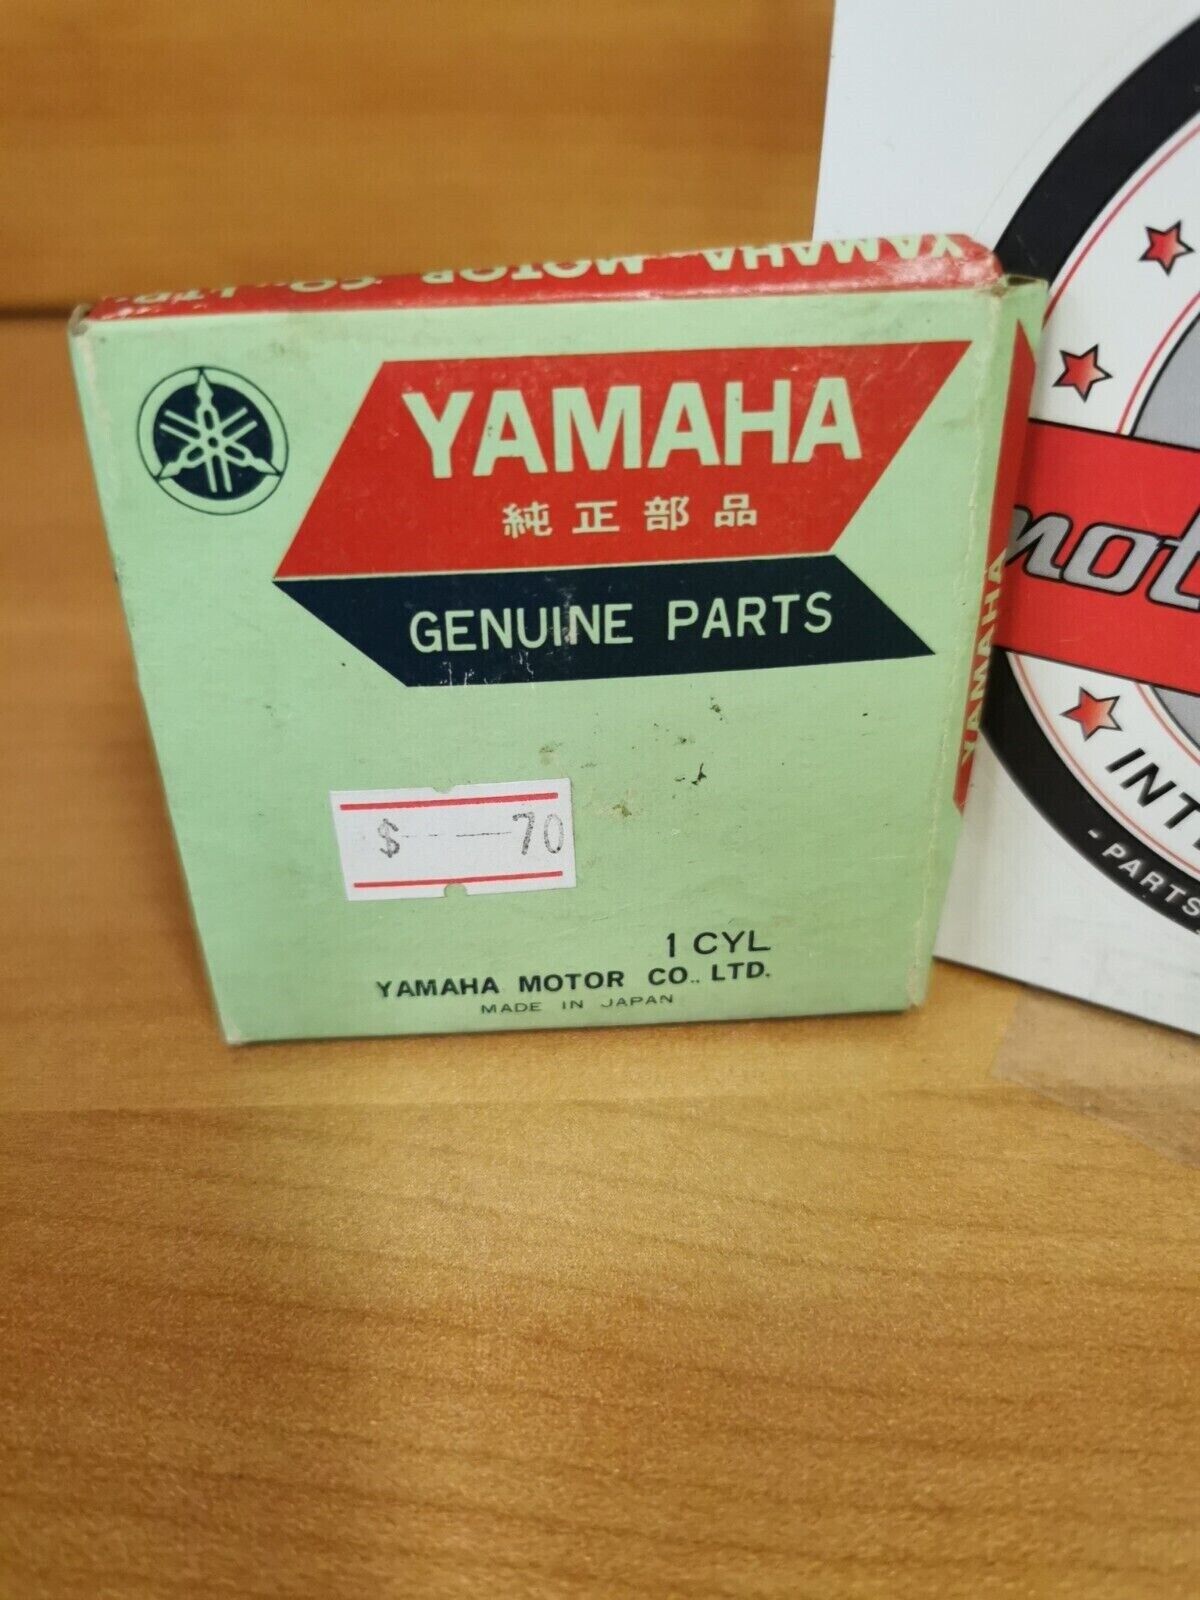 YAMAHA MOTOR CO., LTD.
YAMAHA
純正部品
GENUINE PARTS
$ ---70
1 CYL
YAMAHA MOTOR CO., LTD.
MADE IN JAPAN
YAMAHA
- PARTS